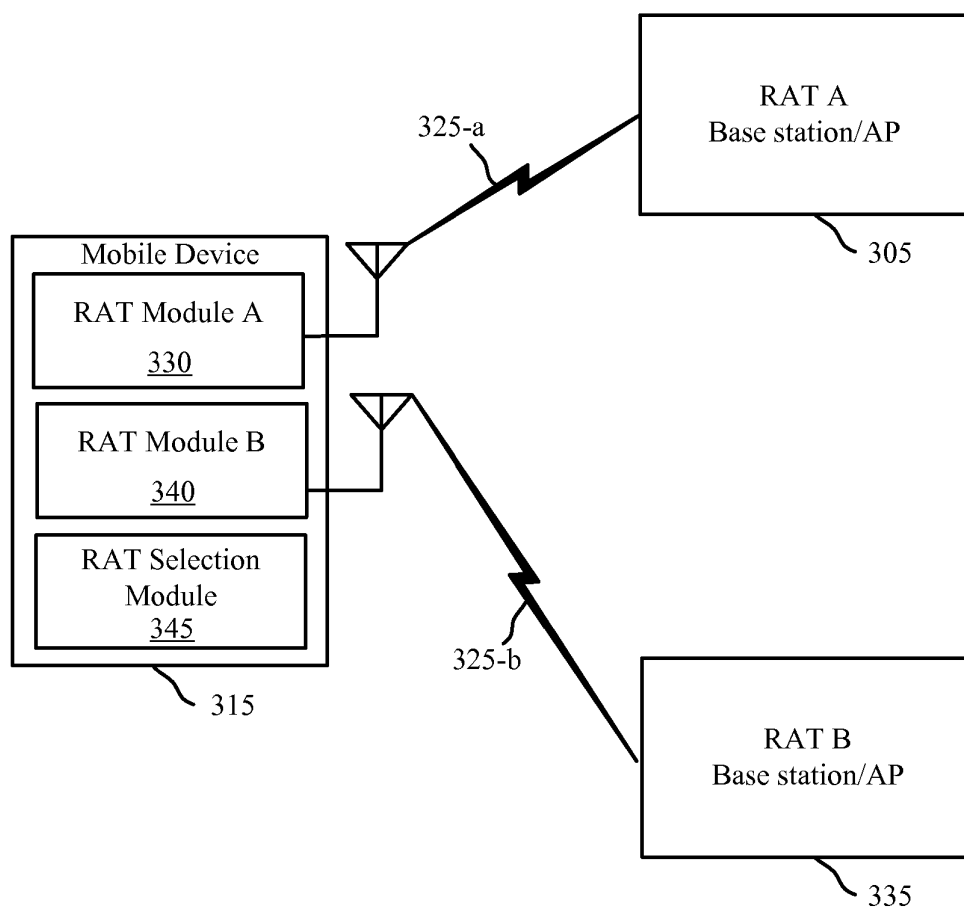 RAT A
Base station/AP
325-a
305
Mobile Device
RAT Module A
330
RAT Module B
340
RAT Selection
Module
345
315
325-b
RAT B
Base station/AP
335